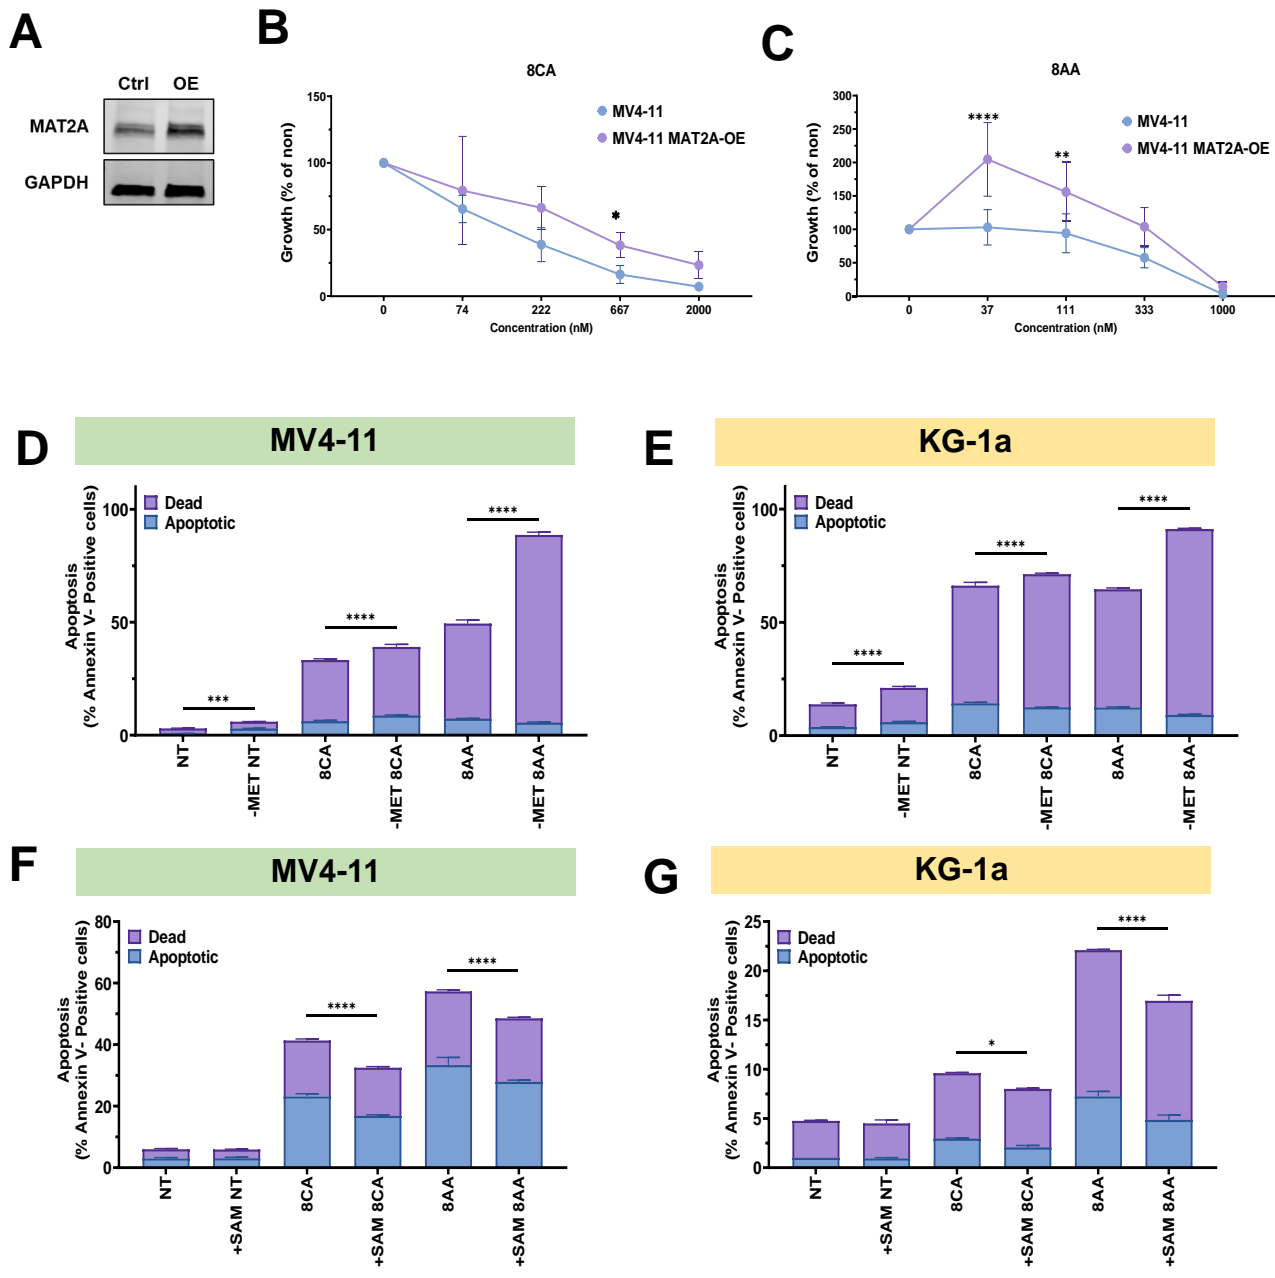 A
Ctrl OE
MAT2A
GAPDH
B
8CA
Growth (% of non)
150
100
50
0
0 74 222 667 2000
Concentration (nM)
MV4-11
MV4-11 MAT2A-OE
*
C
8AA
Growth (% of non)
300
250
200
150
100
50
0
0 37 111 333 1000
Concentration (nM)
MV4-11
MV4-11 MAT2A-OE
****
**
D
MV4-11
Apoptosis
(% Annexin V- Positive cells)
100
50
0
Dead
Apoptotic
***
****
****
NT
-MET NT
8CA
-MET 8CA
8AA
-MET 8AA
E
KG-1a
Apoptosis
(% Annexin V- Positive cells)
100
50
0
Dead
Apoptotic
****
****
****
NT
-MET NT
8CA
-MET 8CA
8AA
-MET 8AA
F
MV4-11
Apoptosis
(% Annexin V- Positive cells)
80
60
40
20
0
Dead
Apoptotic
****
****
NT
+SAM NT
8CA
+SAM 8CA
8AA
+SAM 8AA
G
KG-1a
Apoptosis
(% Annexin V- Positive cells)
25
20
15
10
5
0
Dead
Apoptotic
*
****
NT
+SAM NT
8CA
+SAM 8CA
8AA
+SAM 8AA